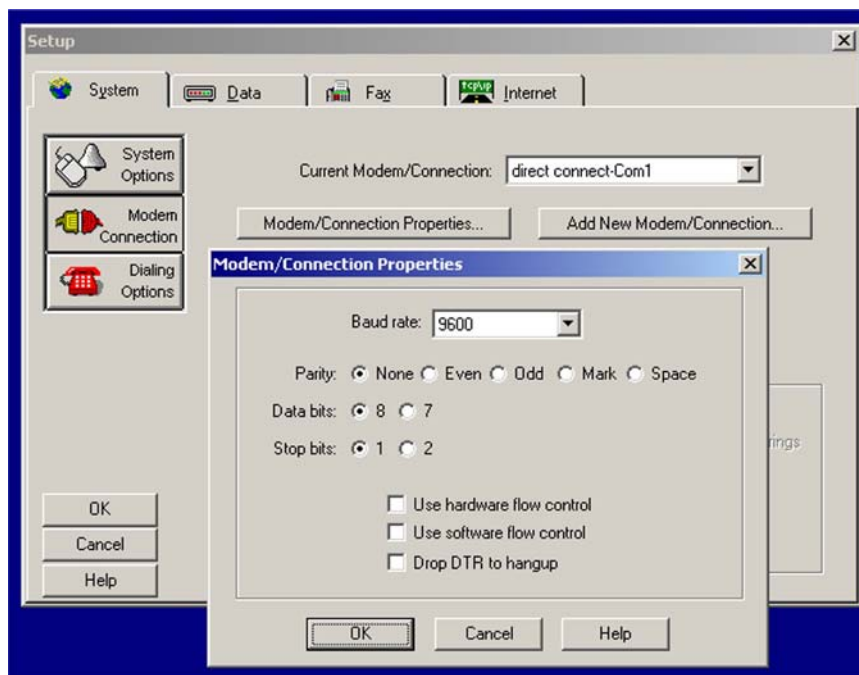 Setup
System
Data
Fax
tcp/ip
Internet
System Options
Current Modem/Connection: direct connect-Com1
Modem Connection
Modem/Connection Properties... Add New Modem/Connection...
Dialing Options
Modem/Connection Properties
Baud rate: 9600
Parity: None Even Odd Mark Space
Data bits: 8 7
Stop bits: 1 2
rings
Use hardware flow control
Use software flow control
Drop DTR to hangup
OK
Cancel
Help
OK Cancel Help